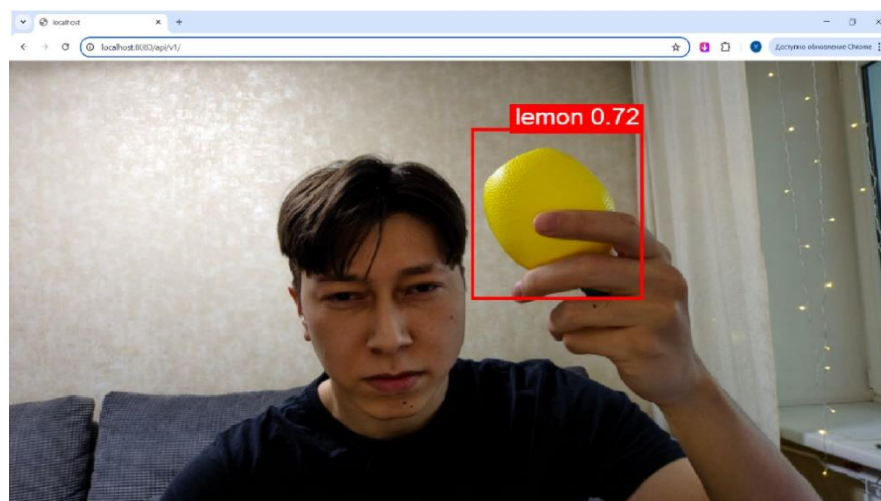 localhost
localhost:8080/api/v1/
Доступно обновление Chrome
lemon 0.72